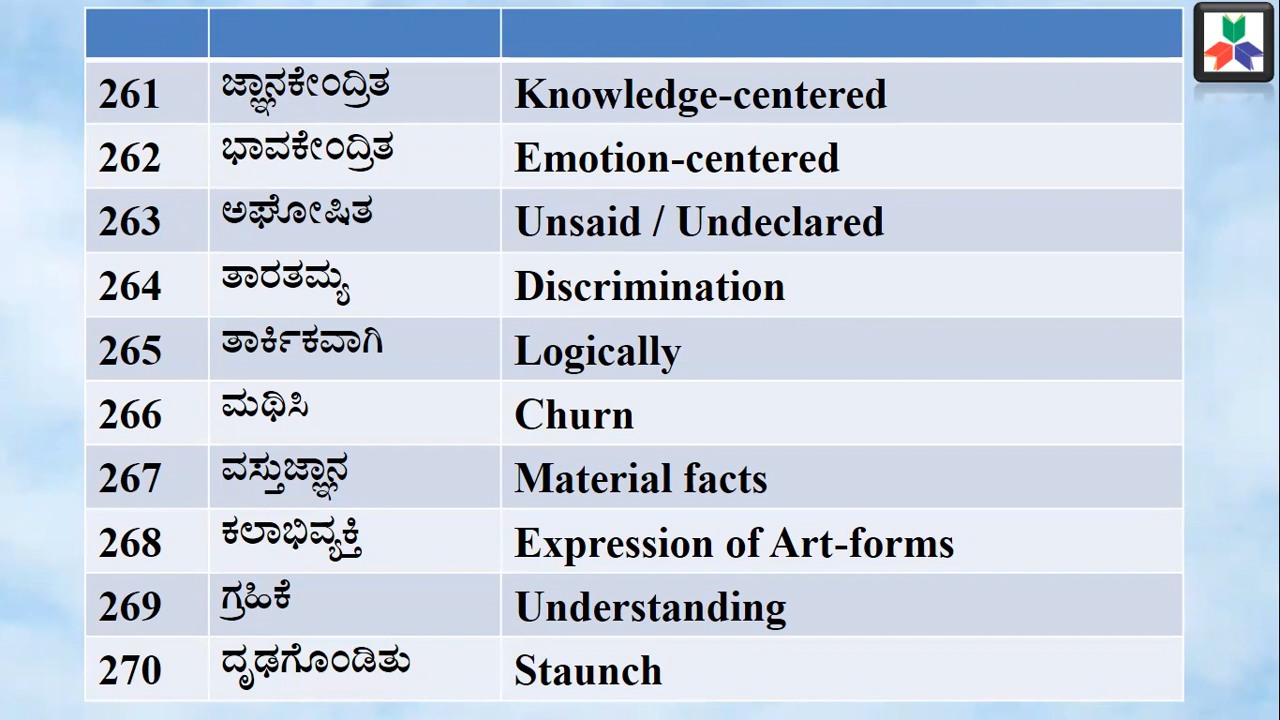 261 ಜ್ಞಾನಕೇಂದ್ರಿತ Knowledge-centered
262 ಭಾವಕೇಂದ್ರಿತ Emotion-centered
263 ಅಘೋಷಿತ Unsaid / Undeclared
264 ತಾರತಮ್ಯ Discrimination
265 ತಾರ್ಕಿಕವಾಗಿ Logically
266 ಮಥಿಸಿ Churn
267 ವಸ್ತುಜ್ಞಾನ Material facts
268 ಕಲಾಭಿವ್ಯಕ್ತಿ Expression of Art-forms
269 ಗ್ರಹಿಕೆ Understanding
270 ದೃಢಗೊಂಡಿತು Staunch